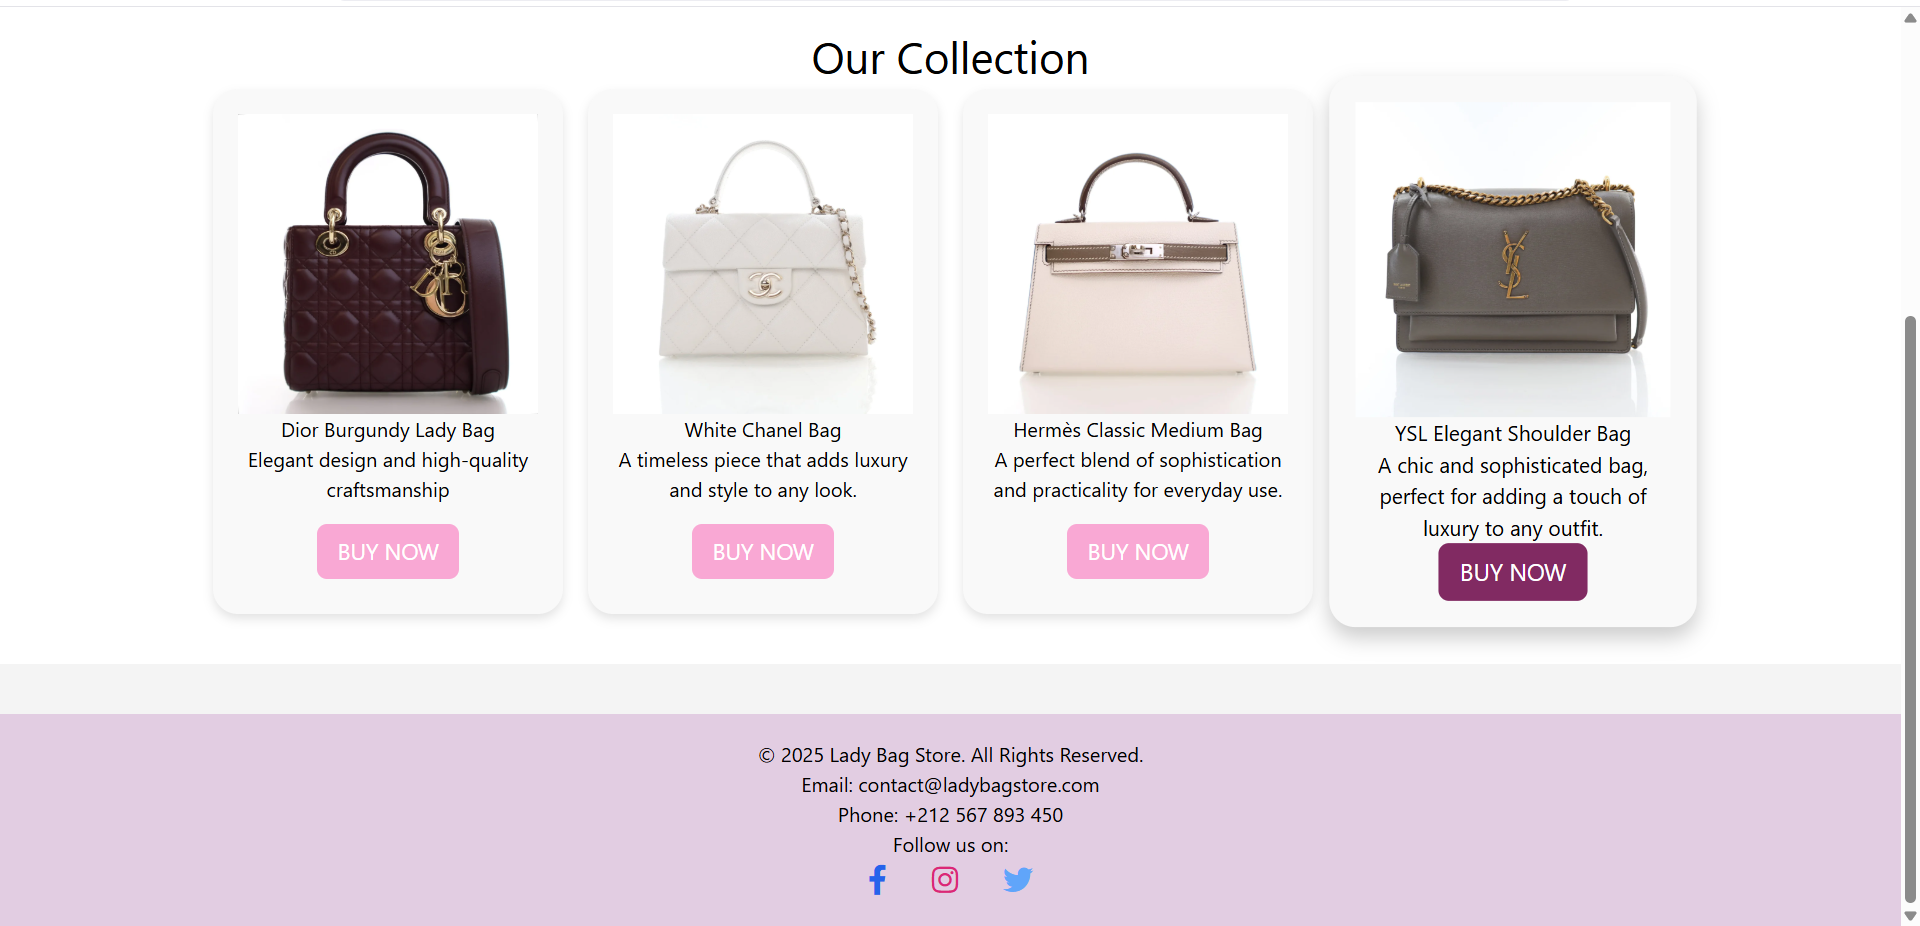 Our Collection
Dior Burgundy Lady Bag
Elegant design and high-quality
craftsmanship
BUY NOW
White Chanel Bag
A timeless piece that adds luxury
and style to any look.
BUY NOW
Hermès Classic Medium Bag
A perfect blend of sophistication
and practicality for everyday use.
BUY NOW
YSL
YSL Elegant Shoulder Bag
A chic and sophisticated bag,
perfect for adding a touch of
luxury to any outfit.
BUY NOW
© 2025 Lady Bag Store. All Rights Reserved.
Email: contact@ladybagstore.com
Phone: +212 567 893 450
Follow us on: